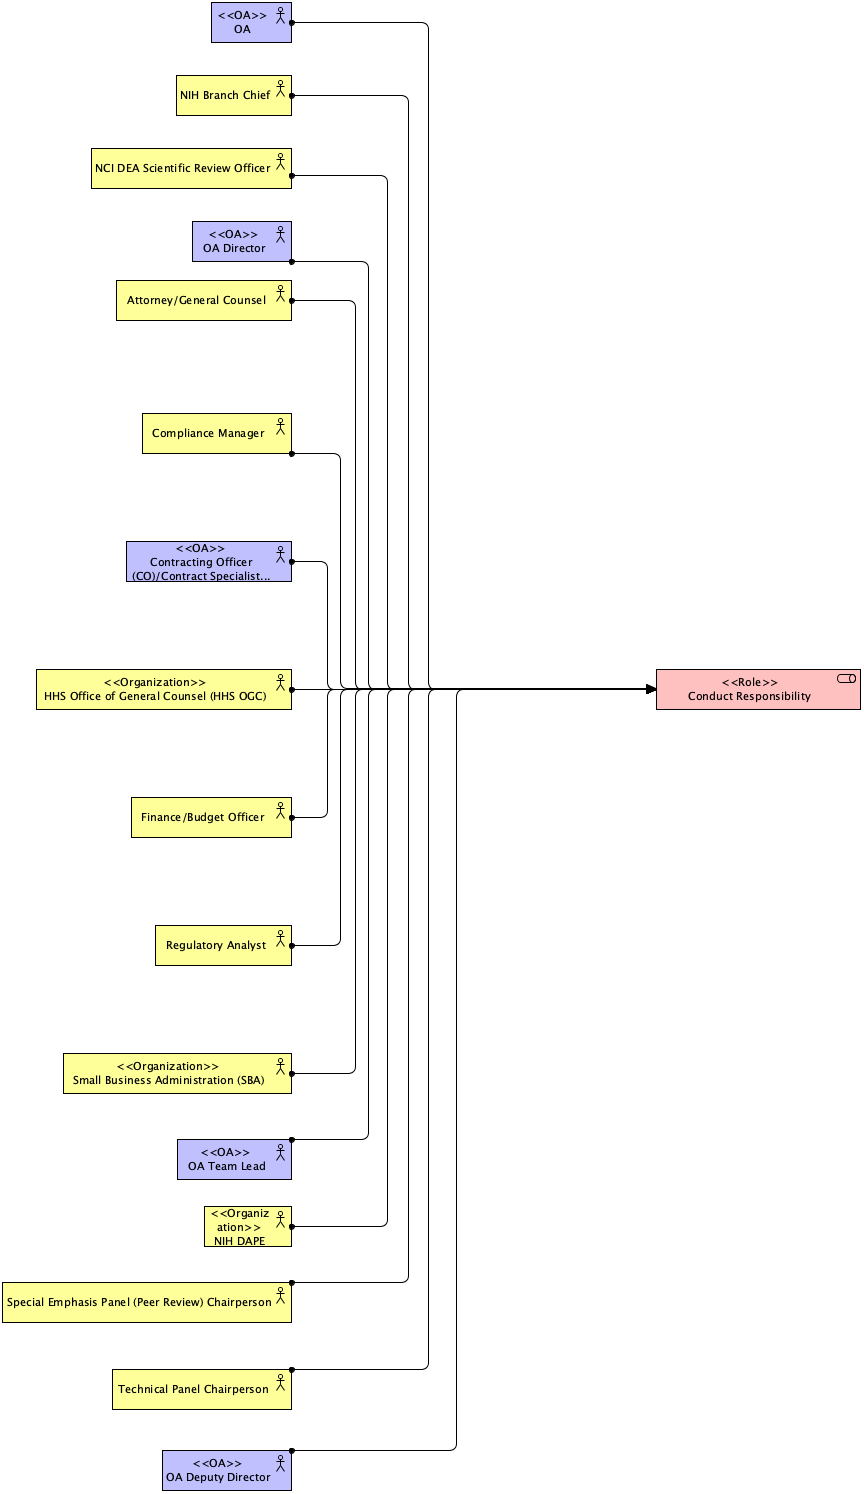 <<OA>>
OA
NIH Branch Chief
NCI DEA Scientific Review Officer
<<OA>>
OA Director
Attorney/General Counsel
Compliance Manager
<<OA>>
Contracting Officer
(CO)/Contract Specialist...
<<Organization>>
HHS Office of General Counsel (HHS OGC)
<<Role>>
Conduct Responsibility
Finance/Budget Officer
Regulatory Analyst
<<Organization>>
Small Business Administration (SBA)
<<OA>>
OA Team Lead
<<Organiz
ation>>
NIH DAPE
Special Emphasis Panel (Peer Review) Chairperson
Technical Panel Chairperson
<<OA>>
OA Deputy Director